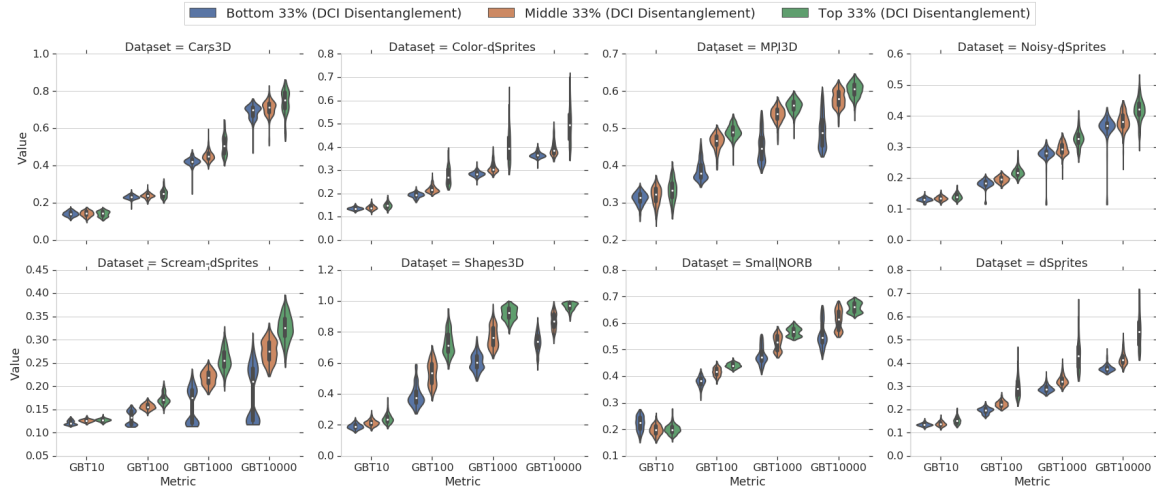 Bottom 33% (DCI Disentanglement) Middle 33% (DCI Disentanglement) Top 33% (DCI Disentanglement)
Dataset = Cars3D Dataset = Color-dSprites Dataset = MPI3D Dataset = Noisy-dSprites
1.0 0.8 0.7 0.6
0.7
0.8 0.6 0.5
0.6
0.6 0.5 0.5 0.4
Value
0.4 0.4 0.4 0.3
0.3
0.2 0.2 0.3 0.2
0.1 0.1
0.0 0.0 0.2 0.0
Dataset = Scream-dSprites Dataset = Shapes3D Dataset = SmallNORB Dataset = dSprites
0.45 1.2 0.8 0.8
0.40 1.0 0.7 0.7
0.35 0.6 0.6
0.30 0.8 0.5 0.5
Value
0.25 0.6 0.4 0.4
0.20 0.4 0.3 0.3
0.15 0.2 0.2
0.10 0.2 0.1
0.05 0.0 0.1 0.0
GBT10 GBT100 GBT1000 GBT10000 GBT10 GBT100 GBT1000 GBT10000 GBT10 GBT100 GBT1000 GBT10000 GBT10 GBT100 GBT1000 GBT10000
Metric Metric Metric Metric